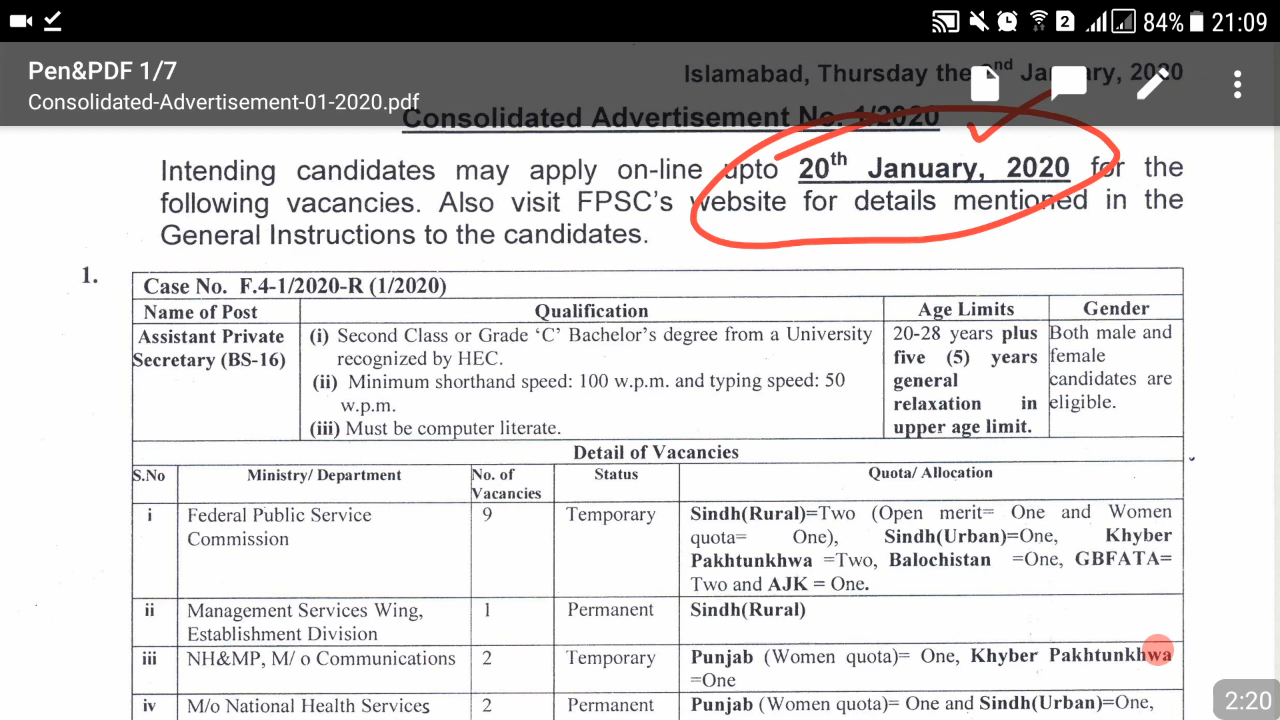 84% 21:09
Pen&PDF 1/7
Consolidated-Advertisement-01-2020.pdf
Islamabad, Thursday the 2nd January, 2020
Consolidated Advertisement No. 1/2020
Intending candidates may apply on-line upto 20th January, 2020 for the
following vacancies. Also visit FPSC's website for details mentioned in the
General Instructions to the candidates.
1.
Case No. F.4-1/2020-R (1/2020)
Name of Post Qualification Age Limits Gender
Assistant Private
Secretary (BS-16)
(i) Second Class or Grade ‘C’ Bachelor's degree from a University
recognized by HEC.
(ii) Minimum shorthand speed: 100 w.p.m. and typing speed: 50
w.p.m.
(iii) Must be computer literate.
20-28 years plus
five (5) years
general
relaxation in
upper age limit.
Both male and
female
candidates are
eligible.
Detail of Vacancies
S.No Ministry/ Department No. of
Vacancies Status Quota/ Allocation
i Federal Public Service
Commission
9 Temporary
Sindh(Rural)=Two (Open merit= One and Women
quota= One), Sindh(Urban)=One, Khyber
Pakhtunkhwa =Two, Balochistan =One, GBFATA=
Two and AJK = One.
ii Management Services Wing,
Establishment Division
1 Permanent Sindh(Rural)
iii NH&MP, M/ o Communications 2 Temporary
Punjab (Women quota)= One, Khyber Pakhtunkhwa
=One
iv M/o National Health Services 2 Permanent Punjab (Women quota)= One and Sindh(Urban)=One,
2:20